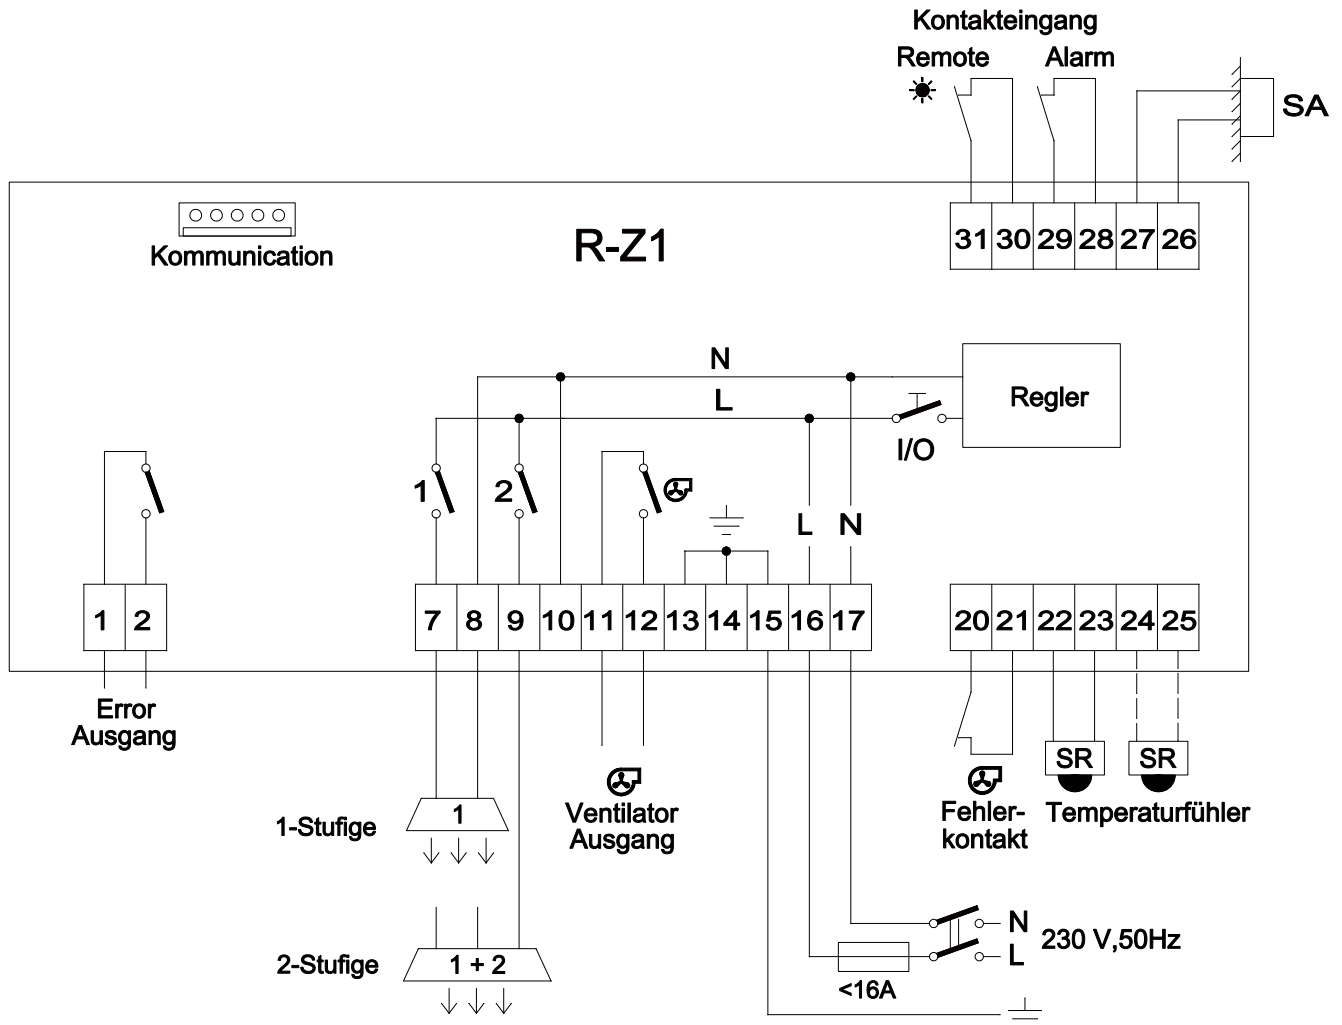 Kontakteingang
Remote Alarm
SA
Kommunication
R-Z1
31 30 29 28 27 26
N
L
Regler
I/O
1 2
L N
1 2
7 8 9 10 11 12 13 14 15 16 17
20 21 22 23 24 25
Error
Ausgang
SR SR
1-Stufige
1
Ventilator
Ausgang
Fehler-
kontakt
Temperaturfühler
N
L
230 V,50Hz
2-Stufige
1 + 2
<16A